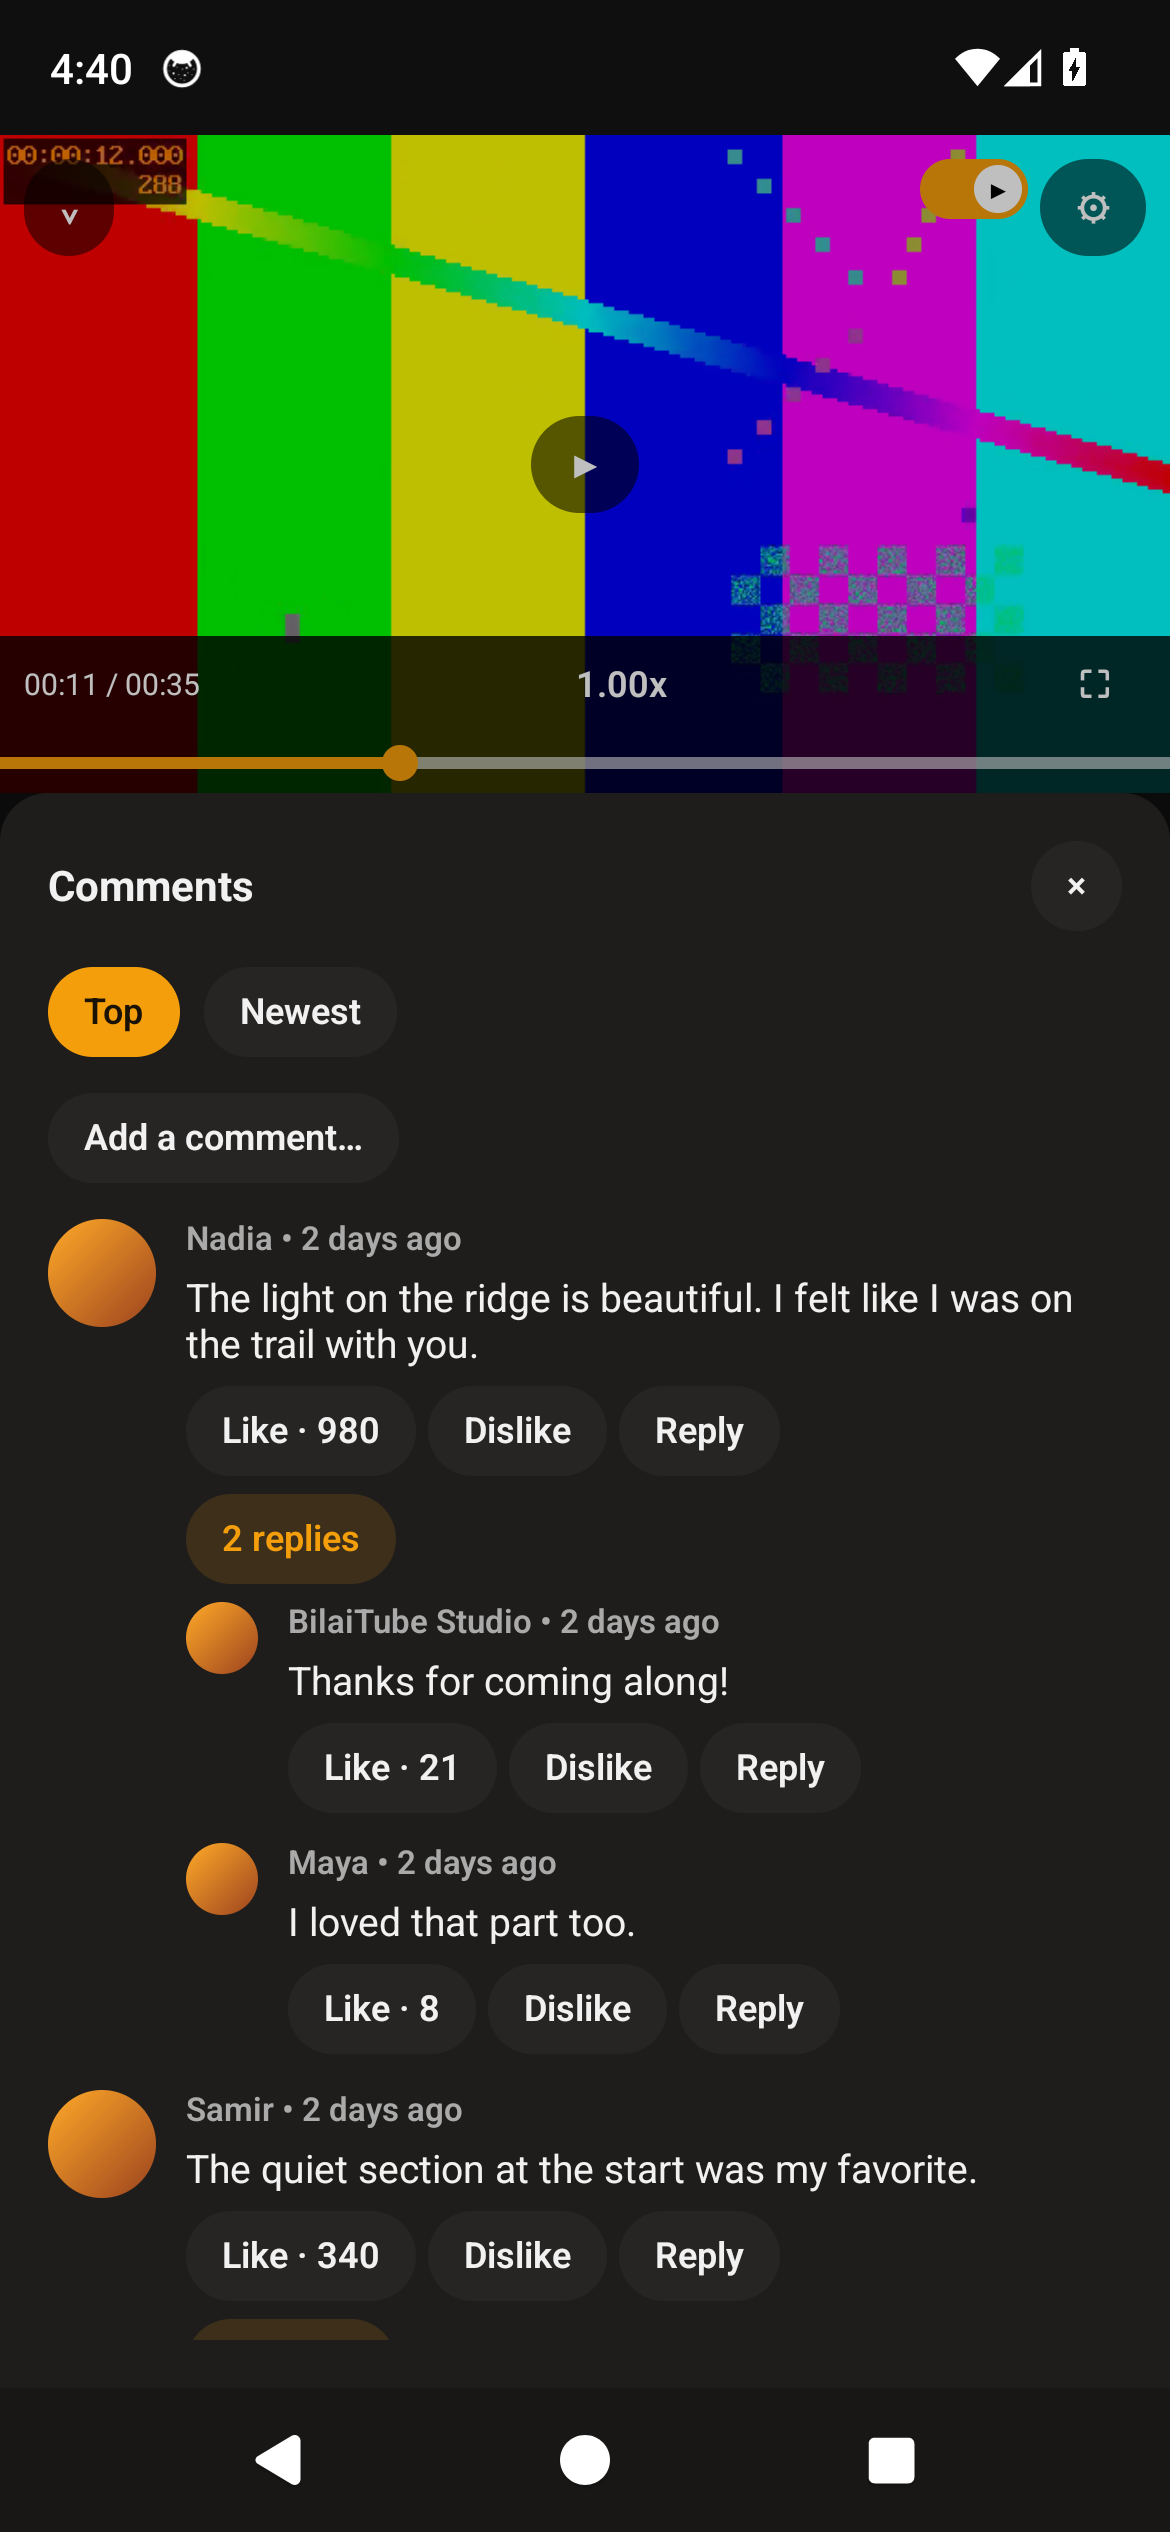 4:40
00:00:12.000
288
00:11 / 00:35
1.00x
Comments
Top
Newest
Add a comment…
Nadia • 2 days ago
The light on the ridge is beautiful. I felt like I was on
the trail with you.
Like · 980
Dislike
Reply
2 replies
BilaiTube Studio • 2 days ago
Thanks for coming along!
Like · 21
Dislike
Reply
Maya • 2 days ago
I loved that part too.
Like · 8
Dislike
Reply
Samir • 2 days ago
The quiet section at the start was my favorite.
Like · 340
Dislike
Reply